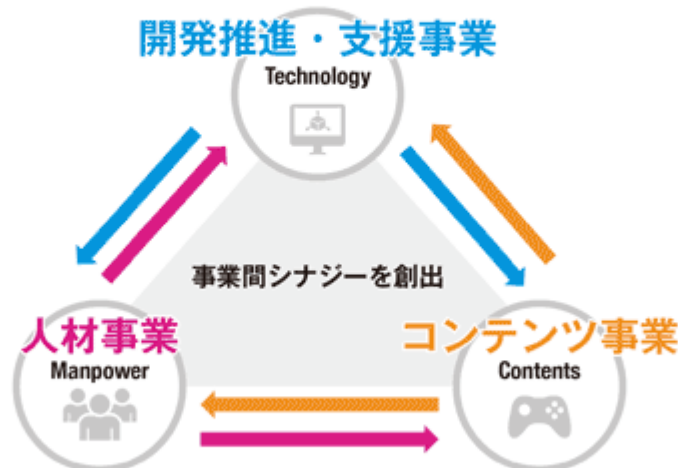 開発推進・支援事業
Technology
事業間シナジーを創出
人材事業
Manpower
コンテンツ事業
Contents